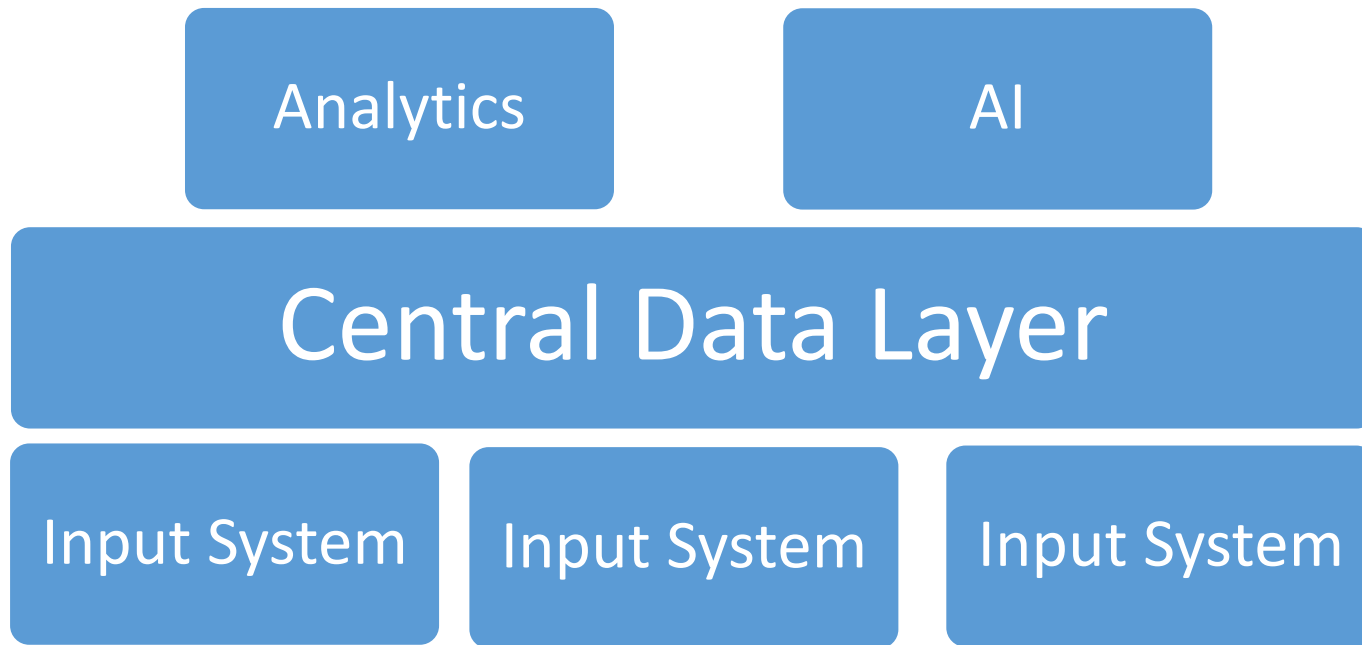 Analytics
AI
Central Data Layer
Input System
Input System
Input System